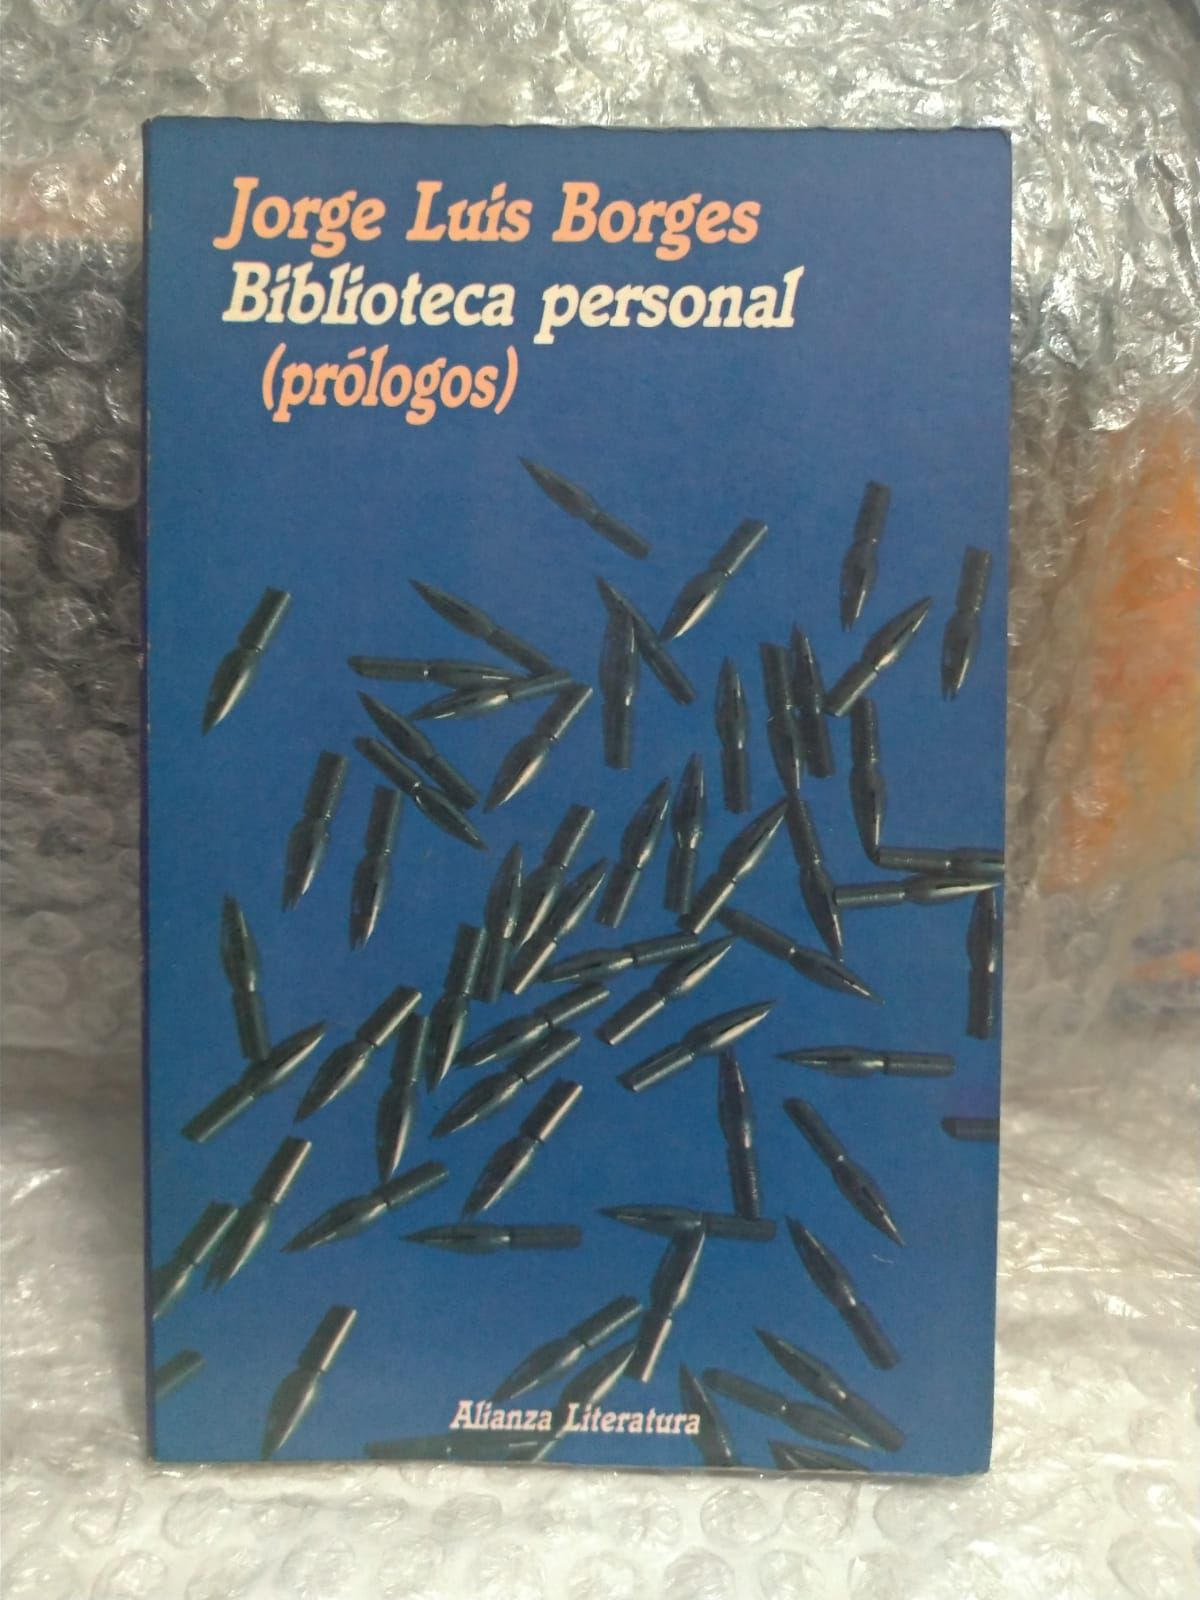 Jorge Luis Borges
Biblioteca personal
(prólogos)
Alianza Literatura